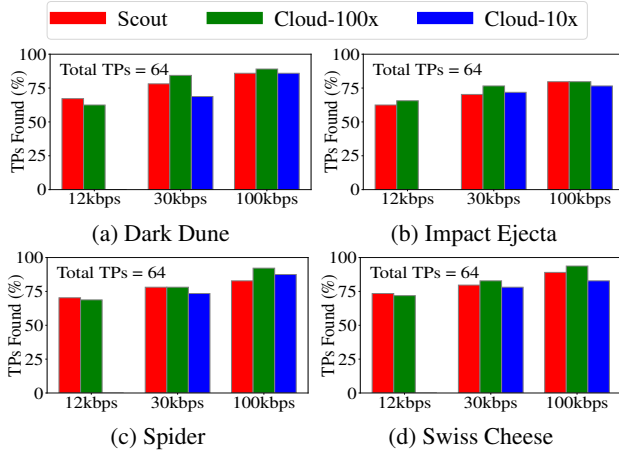 Scout Cloud-100x Cloud-10x
100
75
50
25
0
TPs Found (%)
Total TPs = 64
12kbps 30kbps 100kbps
(a) Dark Dune
100
75
50
25
0
TPs Found (%)
Total TPs = 64
12kbps 30kbps 100kbps
(b) Impact Ejecta
100
75
50
25
0
TPs Found (%)
Total TPs = 64
12kbps 30kbps 100kbps
(c) Spider
100
75
50
25
0
TPs Found (%)
Total TPs = 64
12kbps 30kbps 100kbps
(d) Swiss Cheese